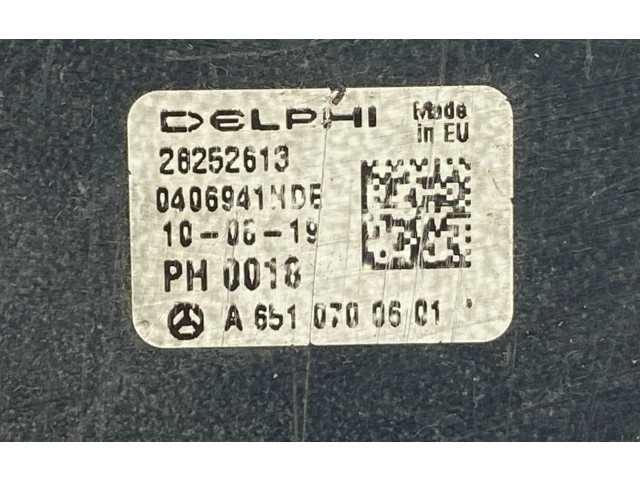 DELPHI
Made in EU
28252613
0406941NDE
10-06-19
PH 0018
A 651 070 06 01